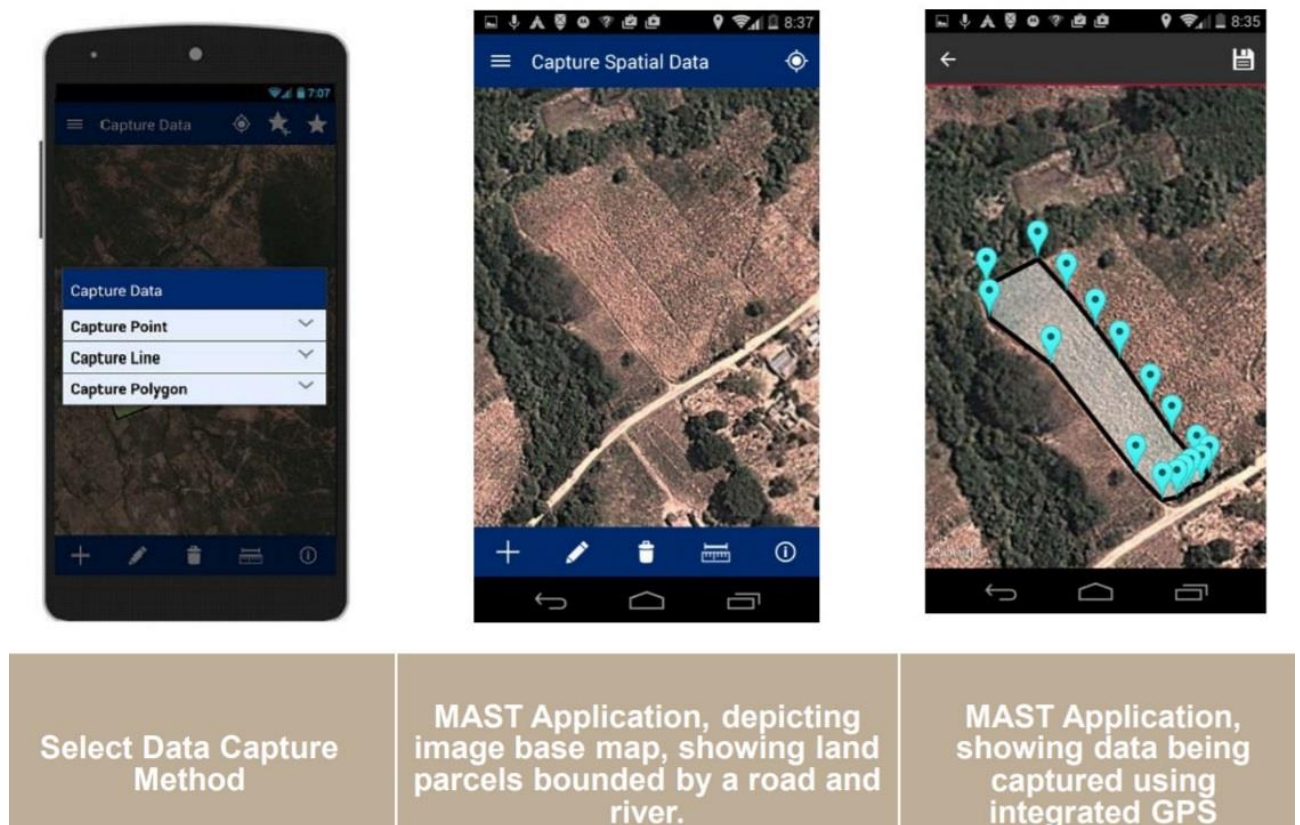 7:07
Capture Data
Capture Data
Capture Point
Capture Line
Capture Polygon
8:37
Capture Spatial Data
8:35
Google
Select Data Capture
Method
MAST Application, depicting
image base map, showing land
parcels bounded by a road and
river.
MAST Application,
showing data being
captured using
integrated GPS